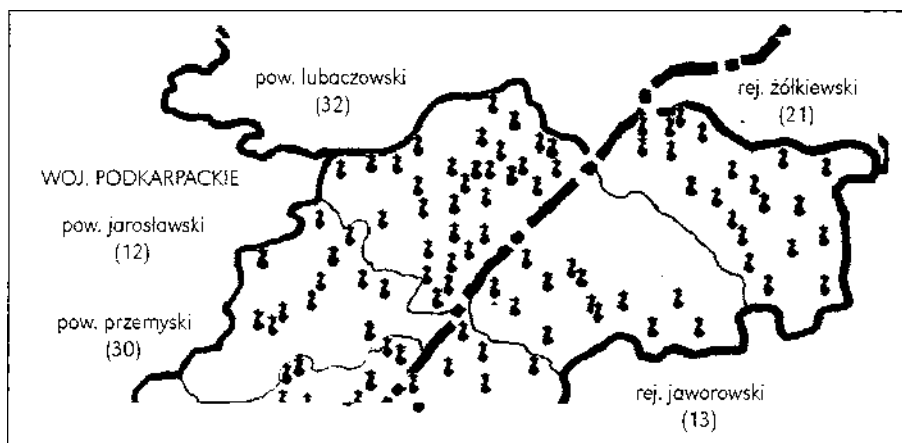 pow. lubaczowski
(32)
rej. żółkiewski
(21)
WOJ. PODKARPACKIE
pow. jarosławski
(12)
pow. przemyski
(30)
rej. jaworowski
(13)